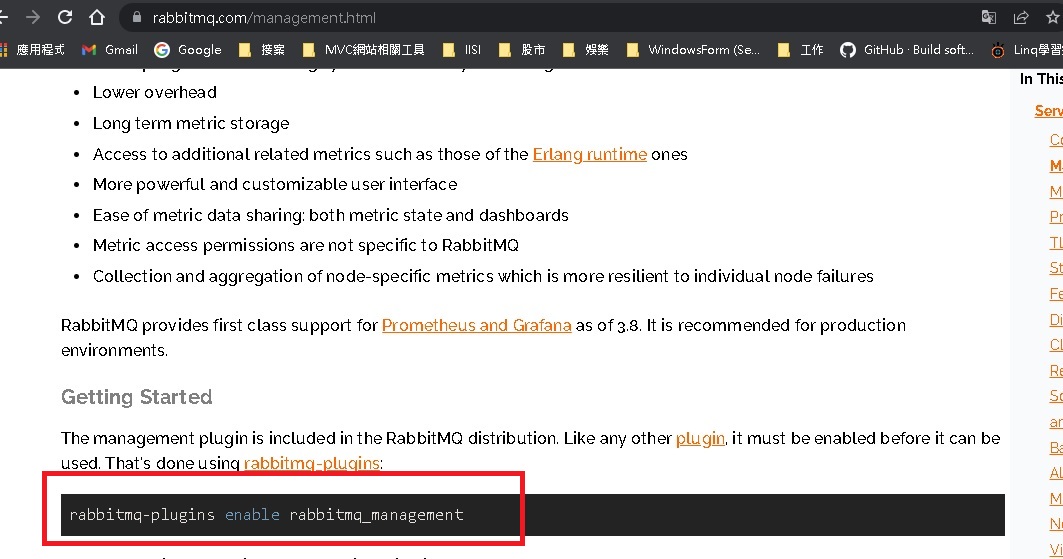 rabbitmq.com/management.html
應用程式 Gmail Google 接案 MVC網站相關工具 IISI 股市 娛樂 WindowsForm (Se... 工作 GitHub · Build soft... Linq學習
In This
Lower overhead
Serv
Long term metric storage
Co
Access to additional related metrics such as those of the Erlang runtime ones
Ma
More powerful and customizable user interface
M
Ease of metric data sharing: both metric state and dashboards
Pr
Metric access permissions are not specific to RabbitMQ
TL
Collection and aggregation of node-specific metrics which is more resilient to individual node failures
St
Fe
RabbitMQ provides first class support for Prometheus and Grafana as of 3.8. It is recommended for production
Di
environments.
CL
Re
Getting Started
Sc
ar
The management plugin is included in the RabbitMQ distribution. Like any other plugin, it must be enabled before it can be
Ba
used. That's done using rabbitmq-plugins:
AL
M
rabbitmq-plugins enable rabbitmq_management
No
Vi